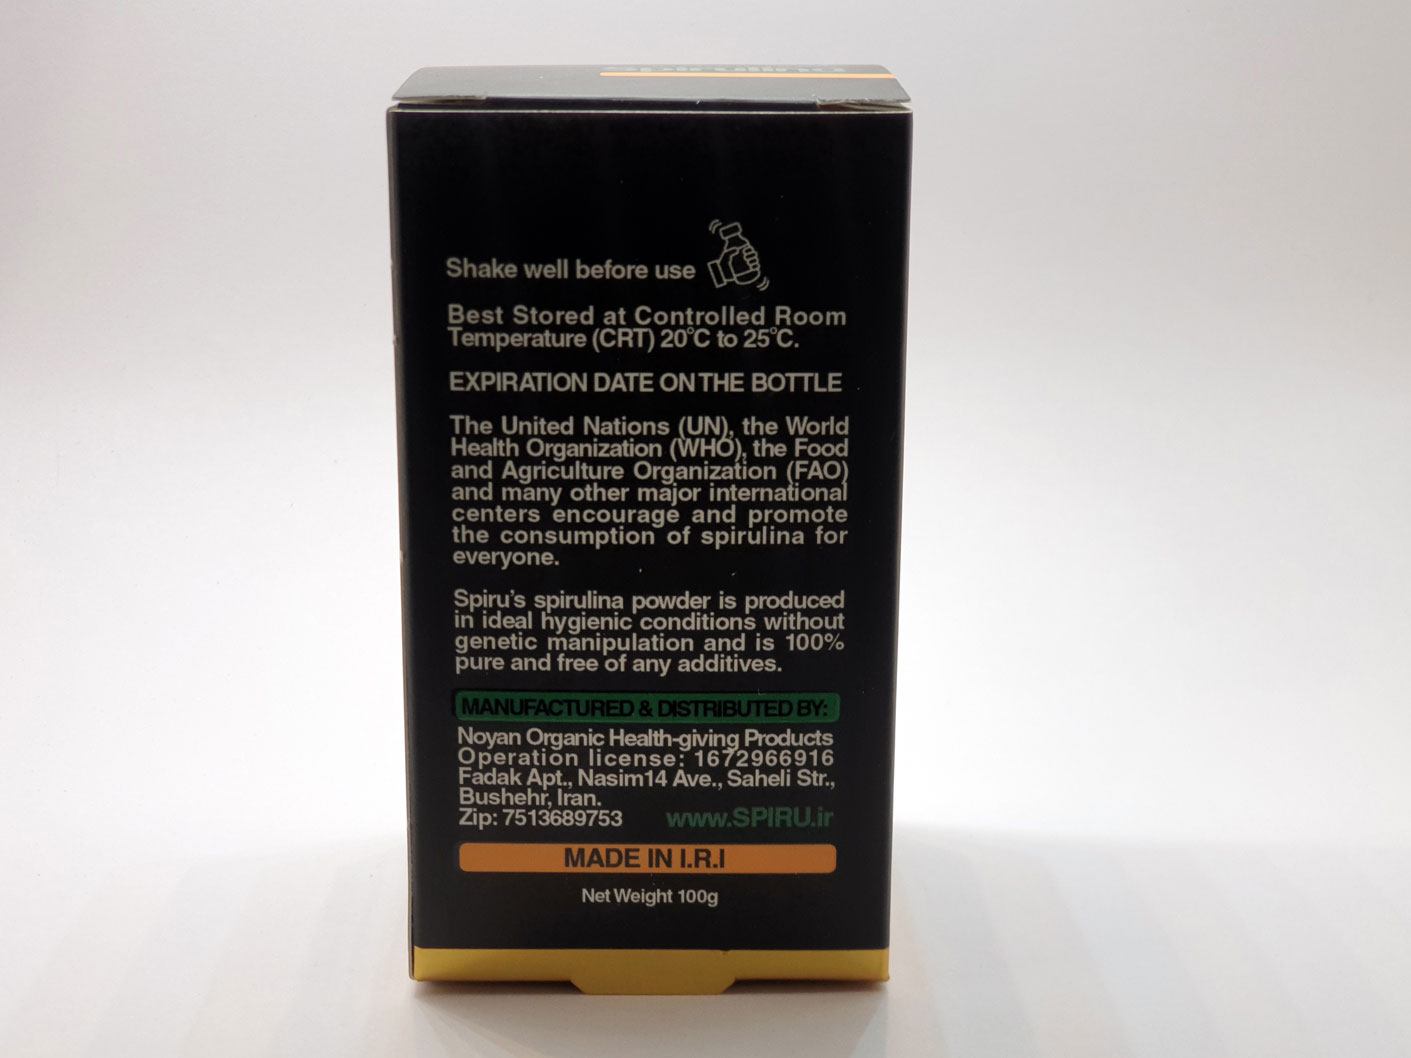 Shake well before use
Best Stored at Controlled Room
Temperature (CRT) 20°C to 25°C.
EXPIRATION DATE ON THE BOTTLE
The United Nations (UN), the World
Health Organization (WHO), the Food
and Agriculture Organization (FAO)
and many other major international
centers encourage and promote
the consumption of spirulina for
everyone.
Spiru's spirulina powder is produced
in ideal hygienic conditions without
genetic manipulation and is 100%
pure and free of any additives.
MANUFACTURED & DISTRIBUTED BY:
Noyan Organic Health-giving Products
Operation license: 1672966916
Fadak Apt., Nasim14 Ave., Saheli Str.,
Bushehr, Iran.
Zip: 7513689753 www.SPIRU.ir
MADE IN I.R.I
Net Weight 100g